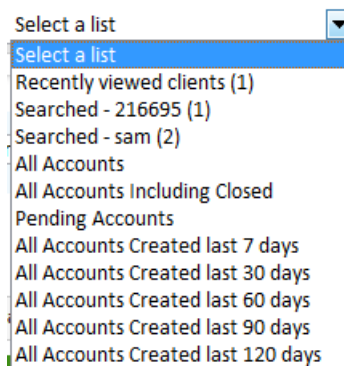 Select a list
Select a list
Recently viewed clients (1)
Searched - 216695 (1)
Searched - sam (2)
All Accounts
All Accounts Including Closed
Pending Accounts
All Accounts Created last 7 days
All Accounts Created last 30 days
All Accounts Created last 60 days
All Accounts Created last 90 days
All Accounts Created last 120 days